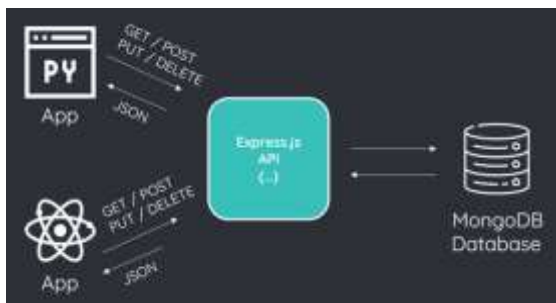 PY
App
GET / POST
PUT / DELETE
JSON
Express.js
API
{...}
MongoDB
Database
GET / POST
PUT / DELETE
JSON
App